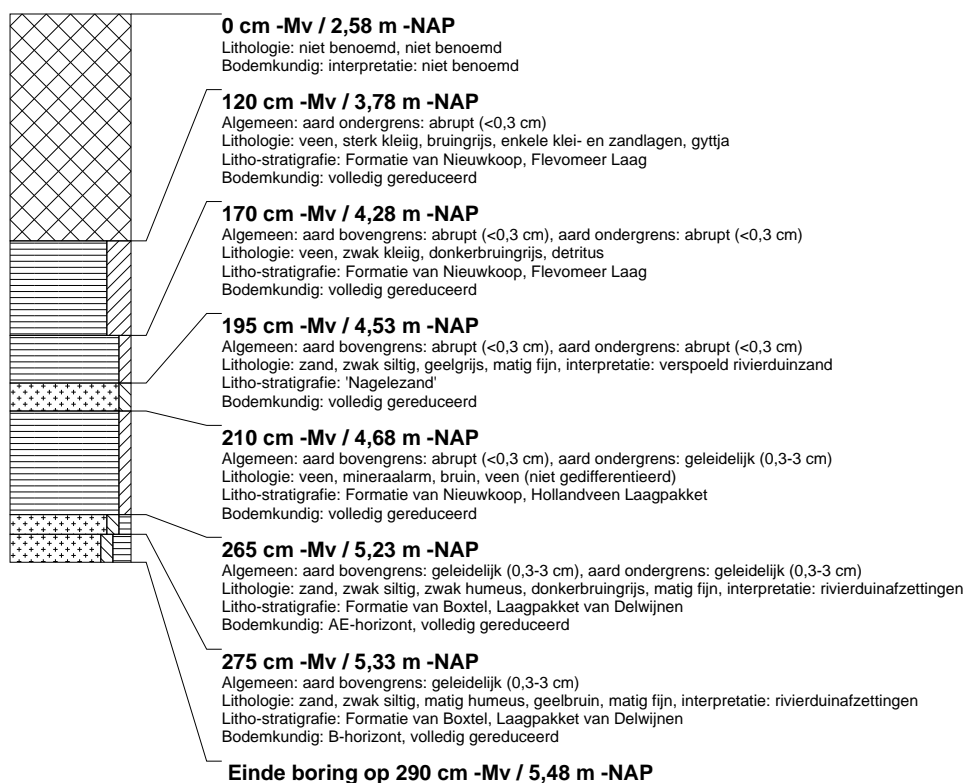 0 cm -Mv / 2,58 m -NAP
Lithologie: niet benoemd, niet benoemd
Bodemkundig: interpretatie: niet benoemd
120 cm -Mv / 3,78 m -NAP
Algemeen: aard ondergrens: abrupt (<0,3 cm)
Lithologie: veen, sterk kleiig, bruingrijs, enkele klei- en zandlagen, gyttja
Litho-stratigrafie: Formatie van Nieuwkoop, Flevomeer Laag
Bodemkundig: volledig gereduceerd
170 cm -Mv / 4,28 m -NAP
Algemeen: aard bovengrens: abrupt (<0,3 cm), aard ondergrens: abrupt (<0,3 cm)
Lithologie: veen, zwak kleiig, donkerbruingrijs, detritus
Litho-stratigrafie: Formatie van Nieuwkoop, Flevomeer Laag
Bodemkundig: volledig gereduceerd
195 cm -Mv / 4,53 m -NAP
Algemeen: aard bovengrens: abrupt (<0,3 cm), aard ondergrens: abrupt (<0,3 cm)
Lithologie: zand, zwak siltig, geelgrijs, matig fijn, interpretatie: verspoeld rivierduinzand
Litho-stratigrafie: 'Nagelezand'
Bodemkundig: volledig gereduceerd
210 cm -Mv / 4,68 m -NAP
Algemeen: aard bovengrens: abrupt (<0,3 cm), aard ondergrens: geleidelijk (0,3-3 cm)
Lithologie: veen, mineraalarm, bruin, veen (niet gedifferentieerd)
Litho-stratigrafie: Formatie van Nieuwkoop, Hollandveen Laagpakket
Bodemkundig: volledig gereduceerd
265 cm -Mv / 5,23 m -NAP
Algemeen: aard bovengrens: geleidelijk (0,3-3 cm), aard ondergrens: geleidelijk (0,3-3 cm)
Lithologie: zand, zwak siltig, zwak humeus, donkerbruingrijs, matig fijn, interpretatie: rivierduinafzettingen
Litho-stratigrafie: Formatie van Boxtel, Laagpakket van Delwijnen
Bodemkundig: AE-horizont, volledig gereduceerd
275 cm -Mv / 5,33 m -NAP
Algemeen: aard bovengrens: geleidelijk (0,3-3 cm)
Lithologie: zand, zwak siltig, matig humeus, geelbruin, matig fijn, interpretatie: rivierduinafzettingen
Litho-stratigrafie: Formatie van Boxtel, Laagpakket van Delwijnen
Bodemkundig: B-horizont, volledig gereduceerd
Einde boring op 290 cm -Mv / 5,48 m -NAP